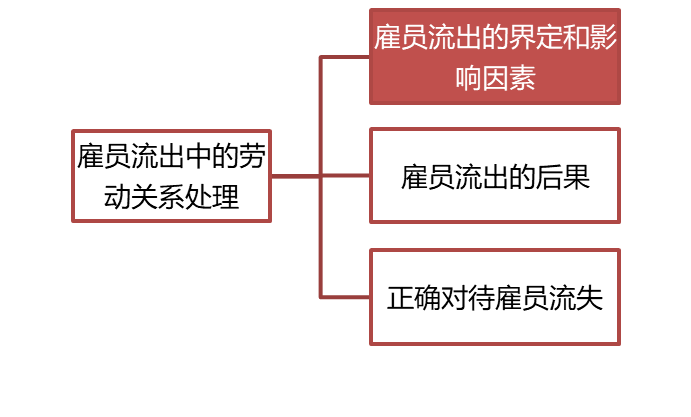 雇员流出中的劳
动关系处理
雇员流出的界定和影
响因素
雇员流出的后果
正确对待雇员流失